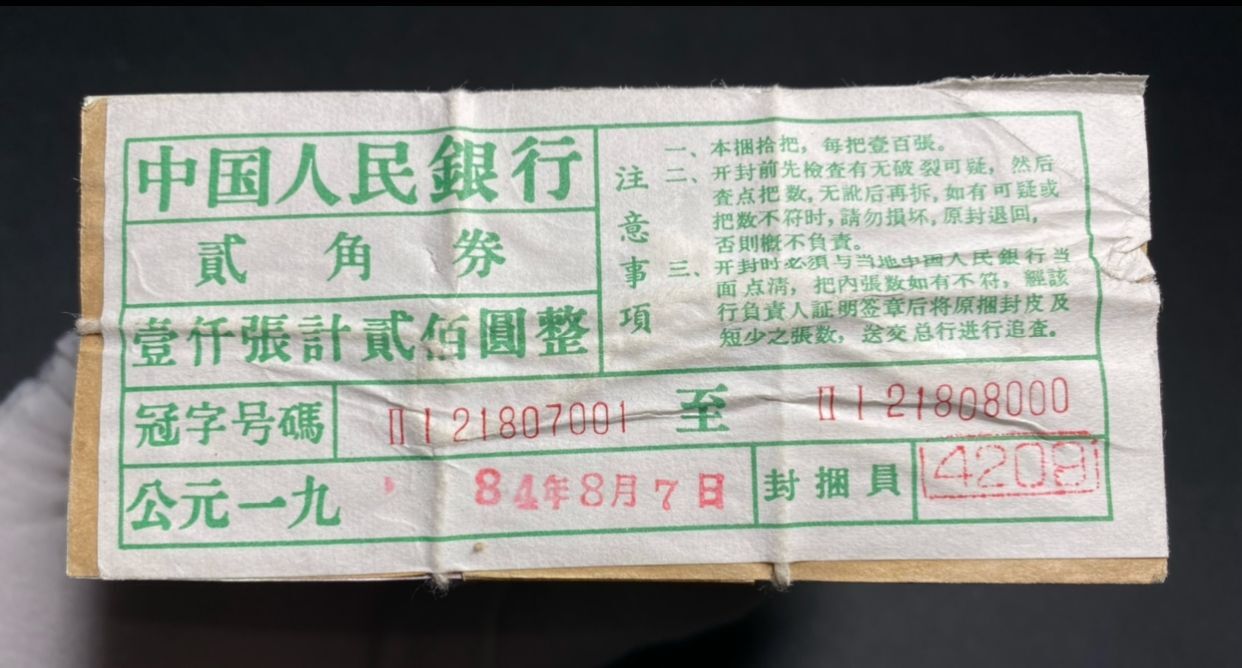 中国人民銀行
貳角券
壹仟張計貳佰圓整
注意事項
一、本捆拾把，每把壹百張。
二、开封前先檢查有无破裂可疑，然后
查点把数，无訛后再拆，如有可疑或
把数不符时，請勿損坏，原封退回，
否則概不負責。
三、开封时必須与当地中国人民銀行当
面点清，把內張数如有不符，經該
行負責人証明签章后将原捆封皮及
短少之張数，送交总行进行追查。
冠字号碼 II I 21807001 至 II I 21808000
公元一九 84年8月7日 封捆員 4208